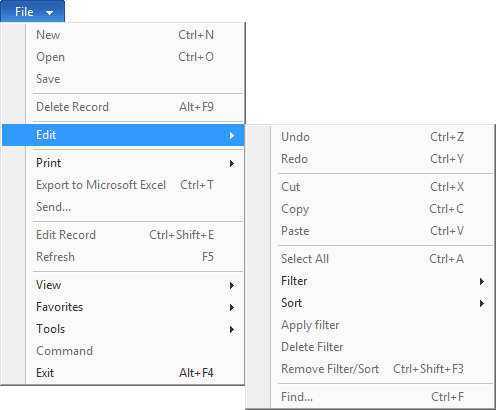 File
New Ctrl+N
Open Ctrl+O
Save
Delete Record Alt+F9
Edit
Print
Export to Microsoft Excel Ctrl+T
Send...
Edit Record Ctrl+Shift+E
Refresh F5
View
Favorites
Tools
Command
Exit Alt+F4
Undo Ctrl+Z
Redo Ctrl+Y
Cut Ctrl+X
Copy Ctrl+C
Paste Ctrl+V
Select All Ctrl+A
Filter
Sort
Apply filter
Delete Filter
Remove Filter/Sort Ctrl+Shift+F3
Find... Ctrl+F